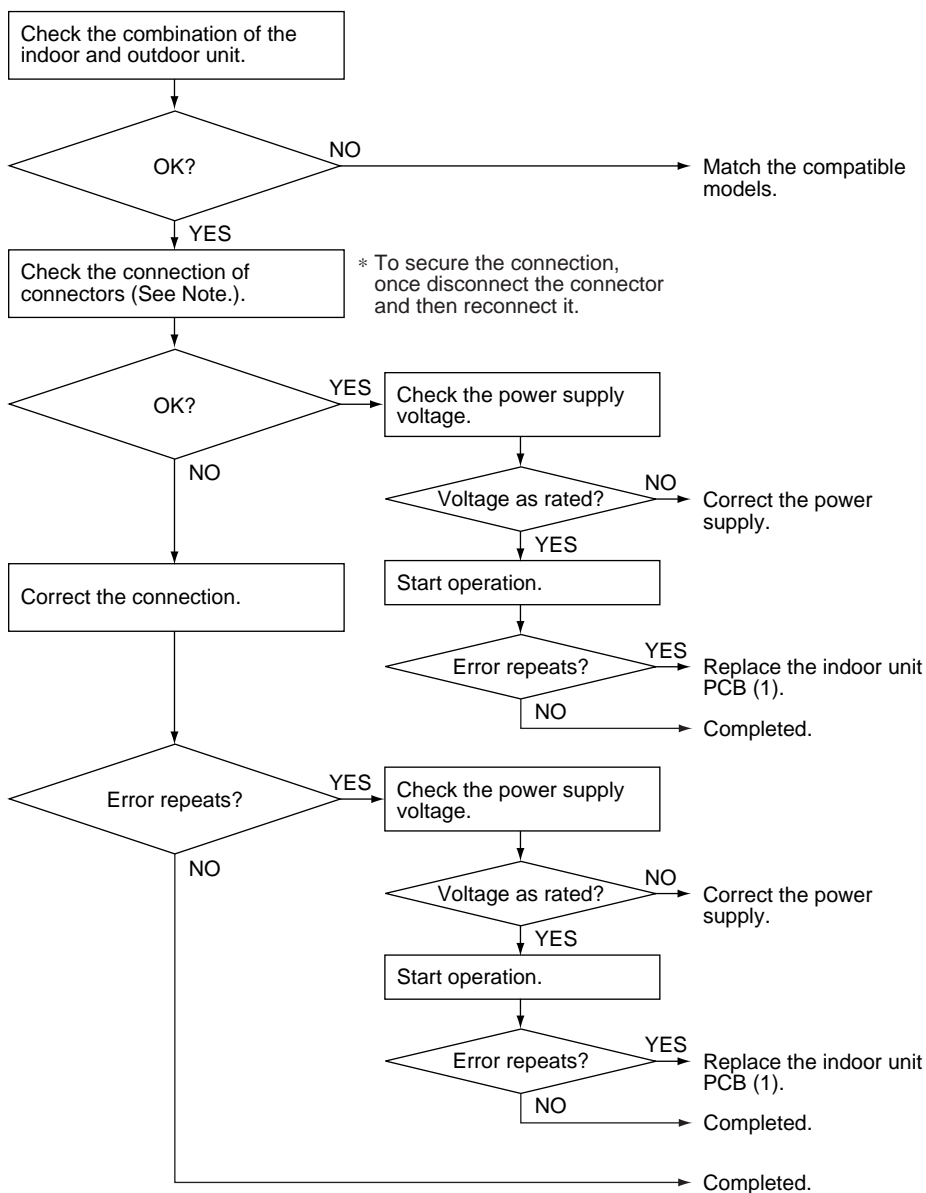 Check the combination of the
indoor and outdoor unit.
OK?
NO
Match the compatible
models.
YES
Check the connection of
connectors (See Note.).
* To secure the connection,
once disconnect the connector
and then reconnect it.
OK?
YES
Check the power supply
voltage.
NO
Voltage as rated?
NO
Correct the power
supply.
YES
Start operation.
Correct the connection.
Error repeats?
YES
Replace the indoor unit
PCB (1).
NO
Completed.
Error repeats?
YES
Check the power supply
voltage.
NO
Voltage as rated?
NO
Correct the power
supply.
YES
Start operation.
Error repeats?
YES
Replace the indoor unit
PCB (1).
NO
Completed.
Completed.